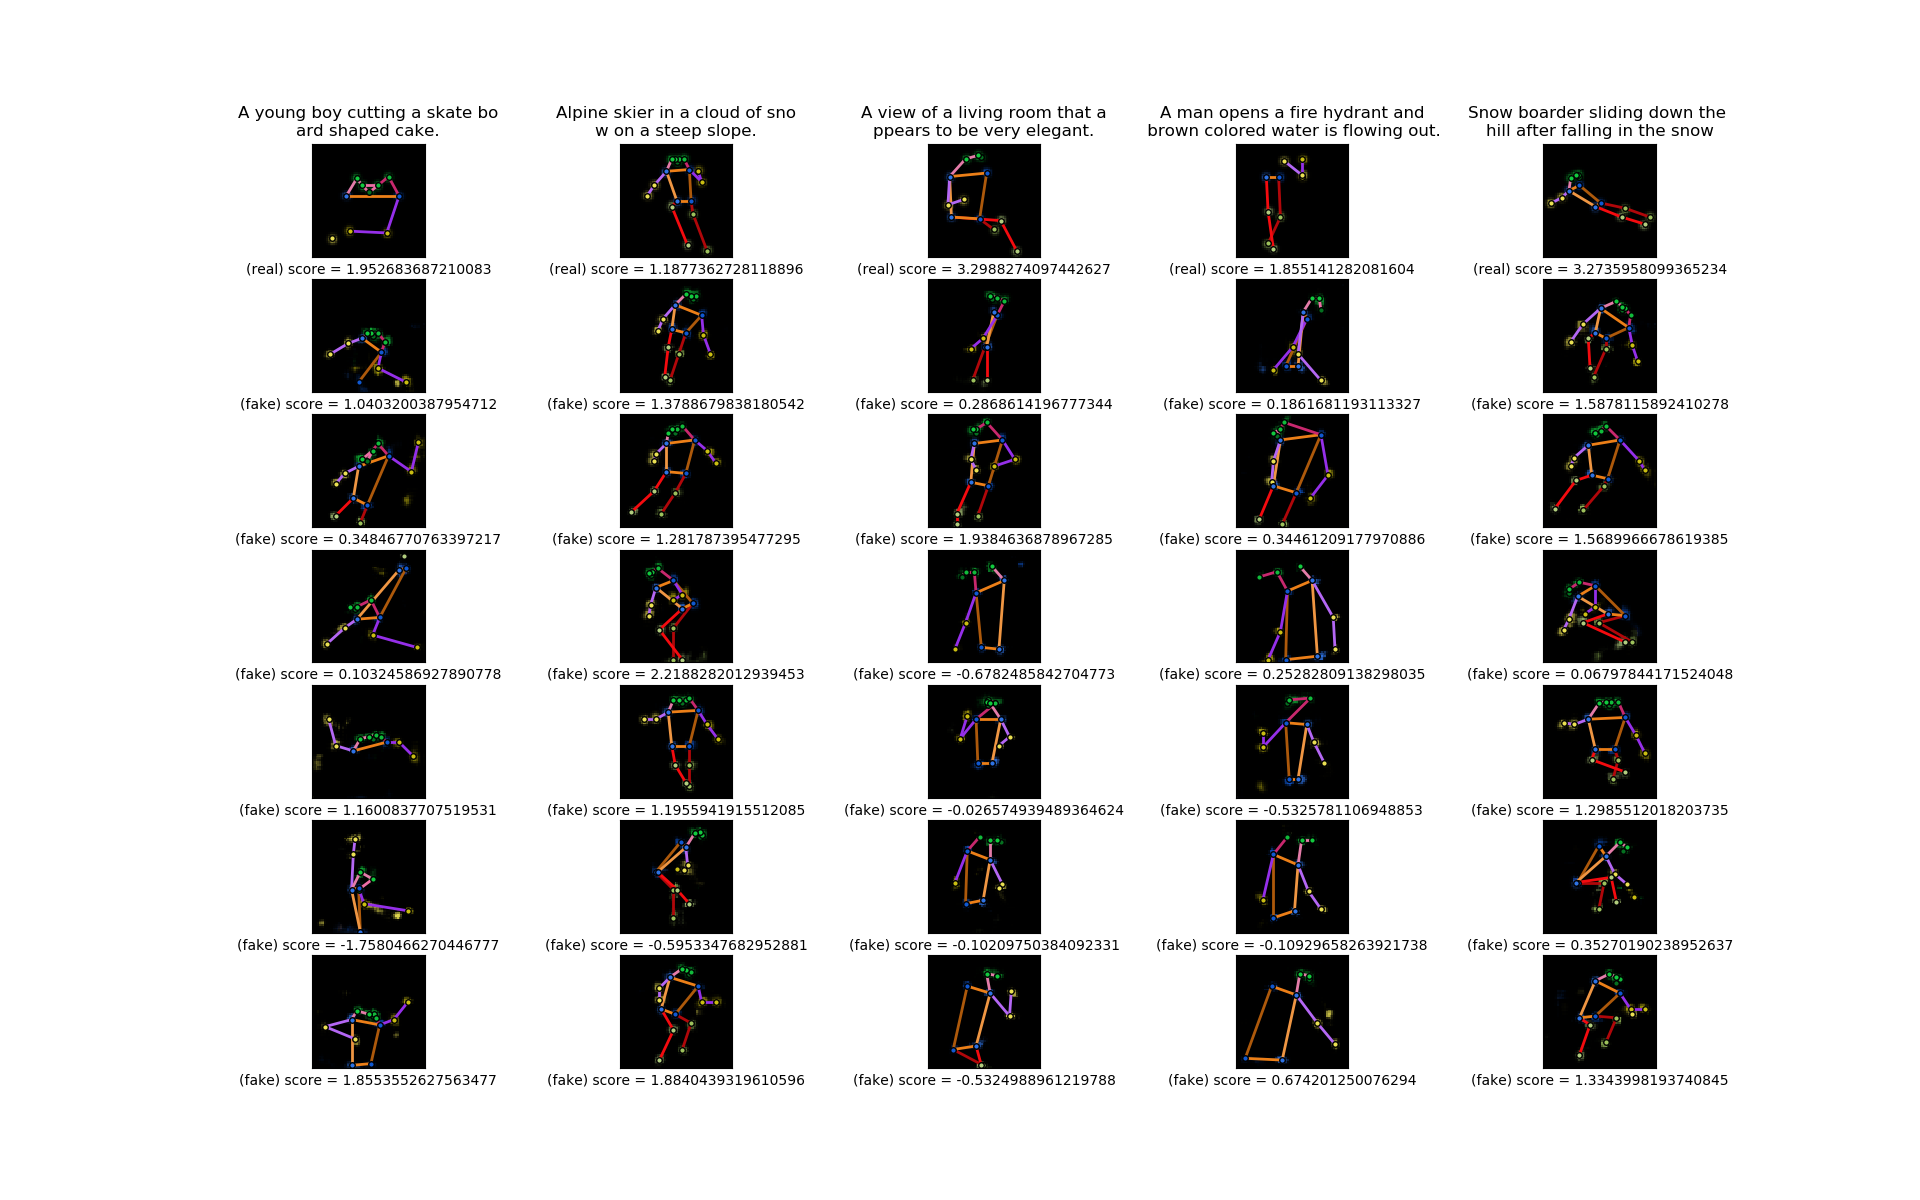 A young boy cutting a skate bo
ard shaped cake.
Alpine skier in a cloud of sno
w on a steep slope.
A view of a living room that a
ppears to be very elegant.
A man opens a fire hydrant and
brown colored water is flowing out.
Snow boarder sliding down the
hill after falling in the snow
(real) score = 1.952683687210083
(real) score = 1.1877362728118896
(real) score = 3.2988274097442627
(real) score = 1.855141282081604
(real) score = 3.2735958099365234
(fake) score = 1.0403200387954712
(fake) score = 1.3788679838180542
(fake) score = 0.2868614196777344
(fake) score = 0.1861681193113327
(fake) score = 1.5878115892410278
(fake) score = 0.34846770763397217
(fake) score = 1.281787395477295
(fake) score = 1.9384636878967285
(fake) score = 0.34461209177970886
(fake) score = 1.5689966678619385
(fake) score = 0.10324586927890778
(fake) score = 2.2188282012939453
(fake) score = -0.6782485842704773
(fake) score = 0.25282809138298035
(fake) score = 0.06797844171524048
(fake) score = 1.1600837707519531
(fake) score = 1.1955941915512085
(fake) score = -0.026574939489364624
(fake) score = -0.5325781106948853
(fake) score = 1.2985512018203735
(fake) score = -1.7580466270446777
(fake) score = -0.5953347682952881
(fake) score = -0.10209750384092331
(fake) score = -0.10929658263921738
(fake) score = 0.35270190238952637
(fake) score = 1.8553552627563477
(fake) score = 1.8840439319610596
(fake) score = -0.5324988961219788
(fake) score = 0.674201250076294
(fake) score = 1.3343998193740845